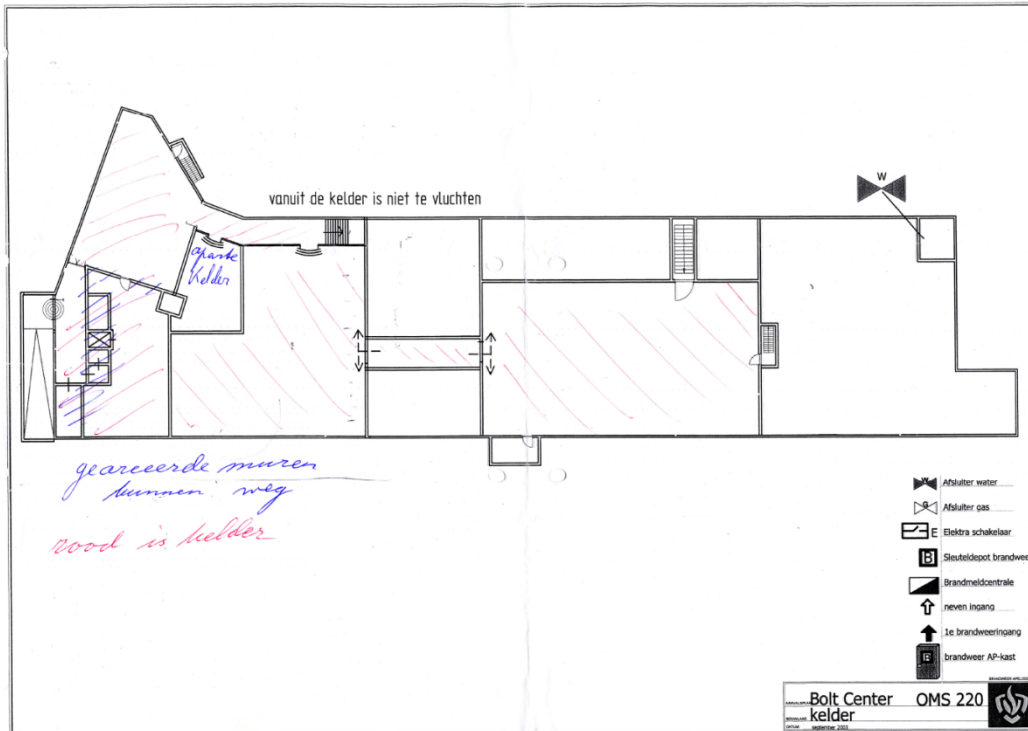 W
vanuit de kelder is niet te vluchten
aparte
Kelder
gearceerde muren
kunnen weg
rood is kelder
W
Afsluiter water
G
Afsluiter gas
E
Elektra schakelaar
B
Sleuteldepot brandwee
Brandmeldcentrale
neven ingang
1e brandweeringang
B
brandweer AP-kast
Bolt Center OMS 220
kelder
DATUM september 2003